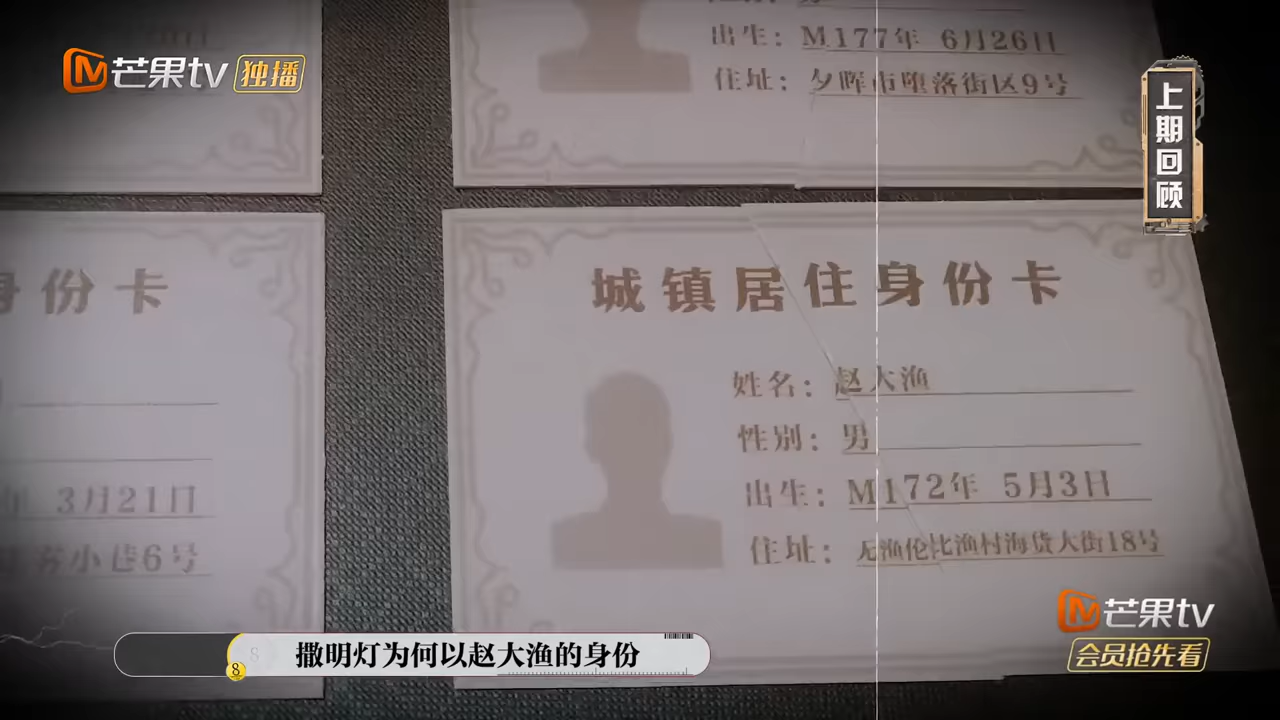 芒果tv 独播
出生：M177年 6月26日
住址：夕晖市堕落街区9号
上期回顾
身份卡
3月21日
小巷6号
城镇居住身份卡
姓名：赵大渔
性别：男
出生：M172年 5月3日
住址：无渔伦比渔村海货大街18号
芒果tv
会员抢先看
8
撒明灯为何以赵大渔的身份